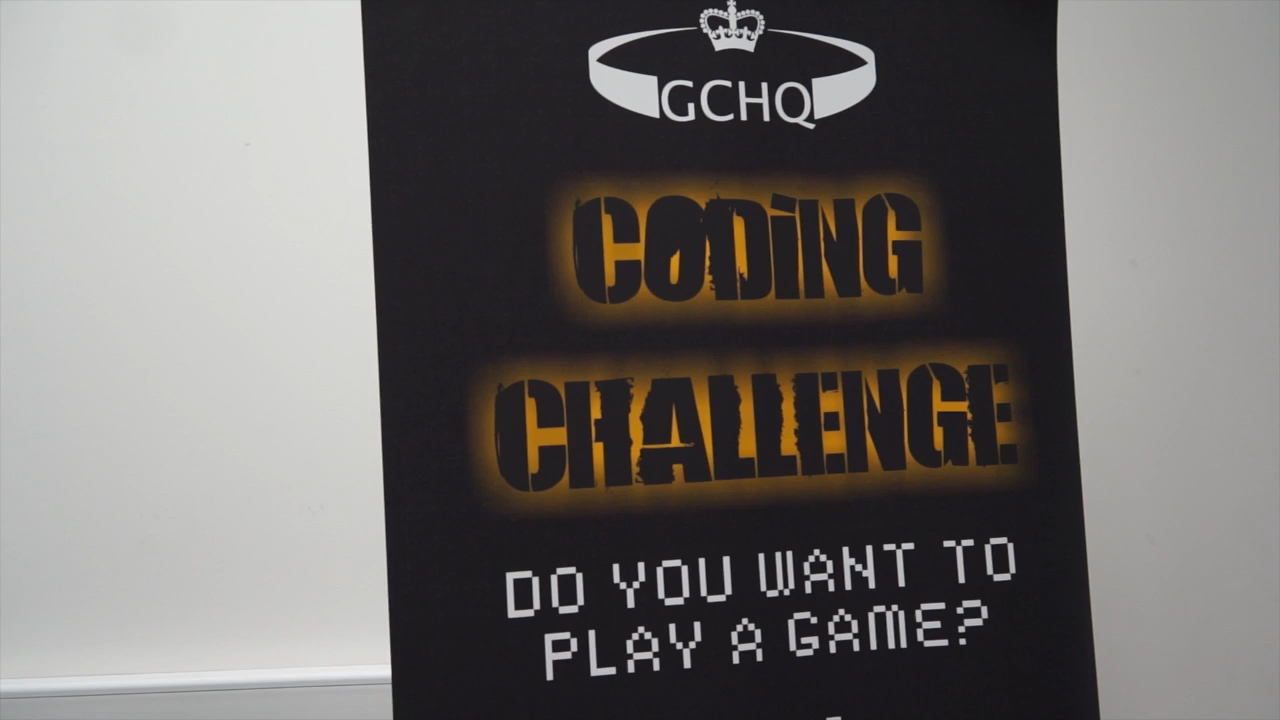 GCHQ
CODiNG
CHALLENGE
DO YOU WANT TO
PLAY A GAME?